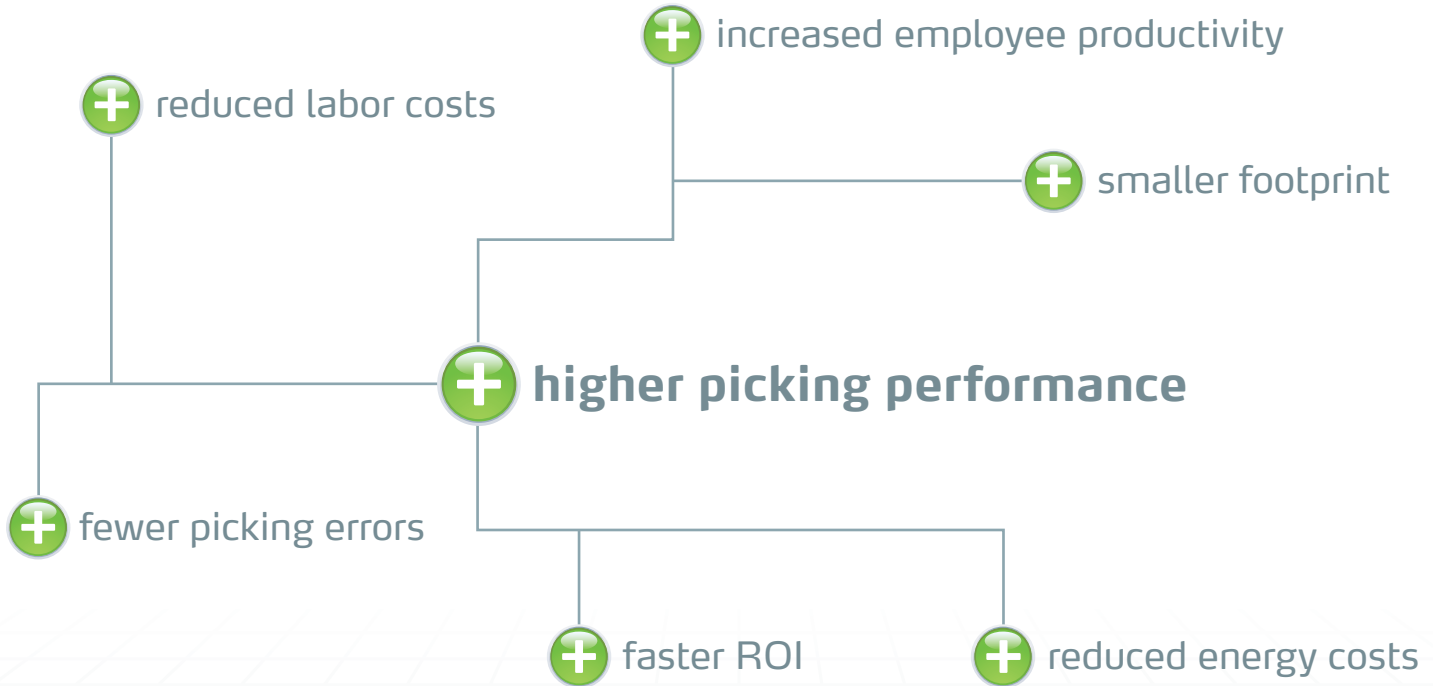 increased employee productivity
reduced labor costs
smaller footprint
higher picking performance
fewer picking errors
faster ROI
reduced energy costs